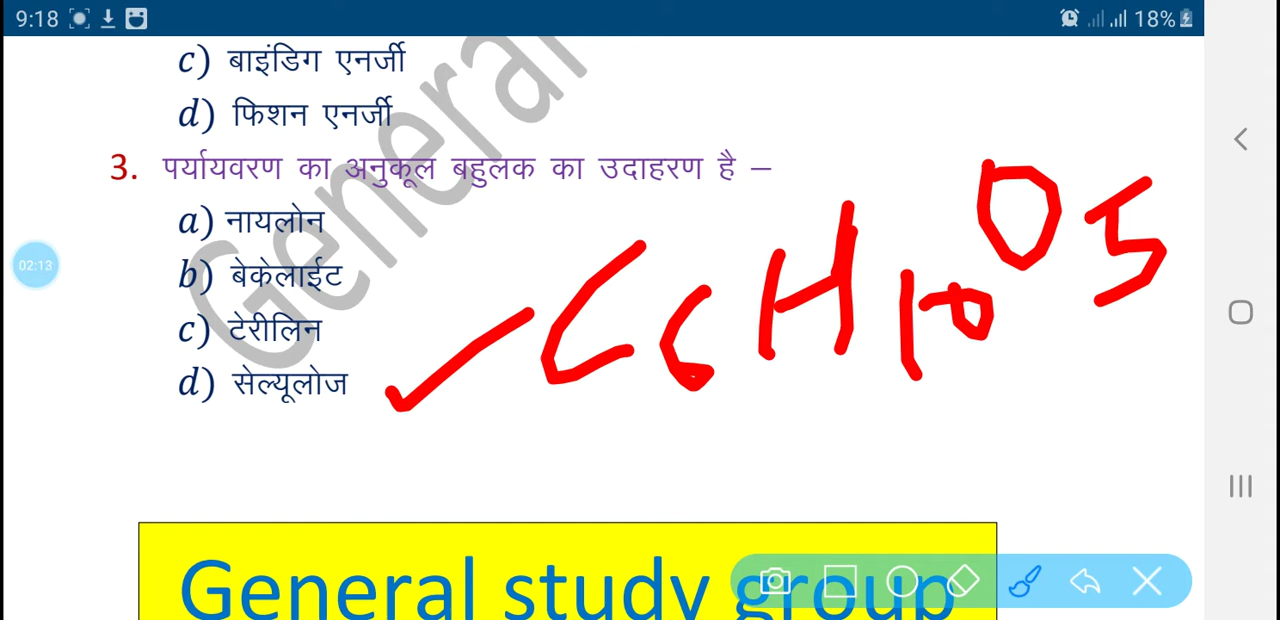 9:18 18%
c) बाइंडिग एनर्जी
d) फिशन एनर्जी
3. पर्यायवरण का अनुकूल बहुलक का उदाहरण है –
a) नायलोन
b) बेकेलाईट
c) टेरीलिन
d) सेल्यूलोज
C6H10O5
02:13
General
General study group